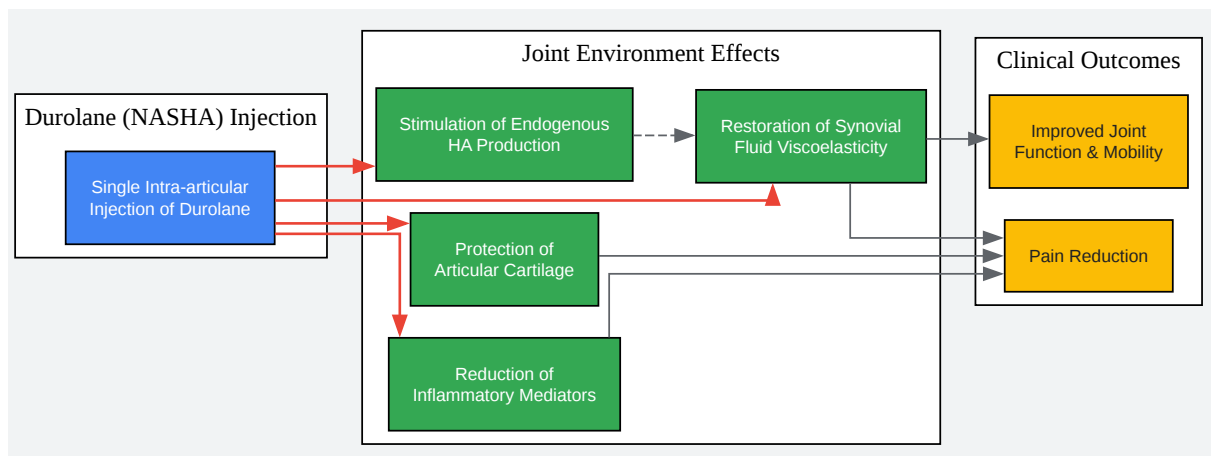 Durolane (NASHA) Injection
Single Intra-articular
Injection of Durolane
Joint Environment Effects
Stimulation of Endogenous
HA Production
Restoration of Synovial
Fluid Viscoelasticity
Protection of
Articular Cartilage
Reduction of
Inflammatory Mediators
Clinical Outcomes
Improved Joint
Function & Mobility
Pain Reduction